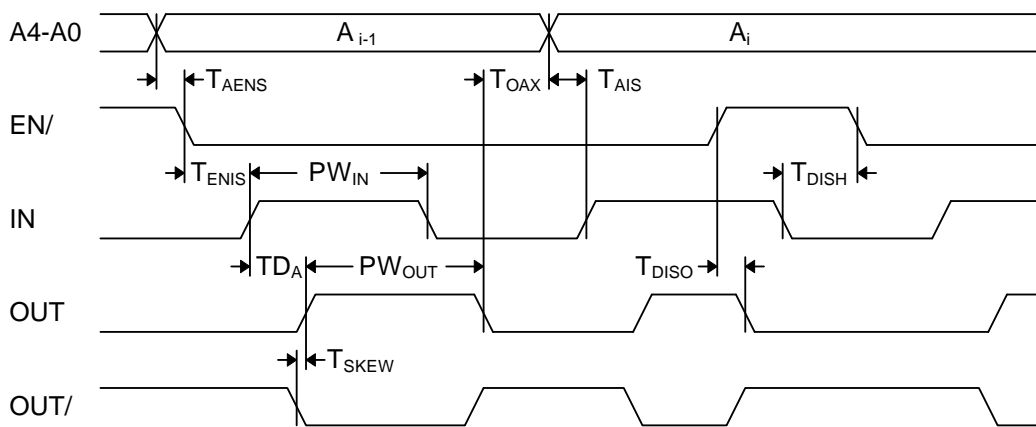 A4-A0 A i-1 Ai
TAENS TOAX TAIS
EN/
TENIS PWIN TDISH
IN
TDA PWOUT TDISO
OUT
TSKEW
OUT/